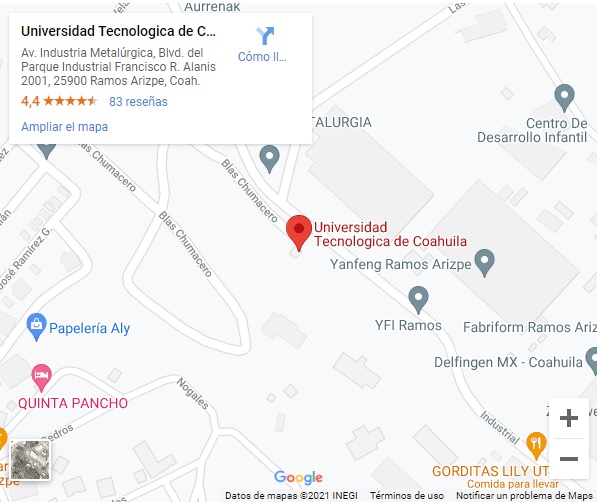 Aurrenak
Universidad Tecnologica de C...
Av. Industria Metalúrgica, Blvd. del
Parque Industrial Francisco R. Alanis
2001, 25900 Ramos Arizpe, Coah.
4,4
83 reseñas
Ampliar el mapa
Cómo ll...
TALURGIA
Centro De
Desarrollo Infantil
Blas Chumacero
Blas Chumacero
Blas Chumacero
Universidad
Tecnologica de Coahuila
José Ramírez G.
Yanfeng Ramos Arizpe
YFI Ramos
Fabriform Ramos Ariz
Papelería Aly
Delfingen MX - Coahuila
QUINTA PANCHO
Nogales
Industrial
GORDITAS LILY UT
Comida para llevar
Google
Datos de mapas ©2021 INEGI
Términos de uso
Notificar un problema de Maps